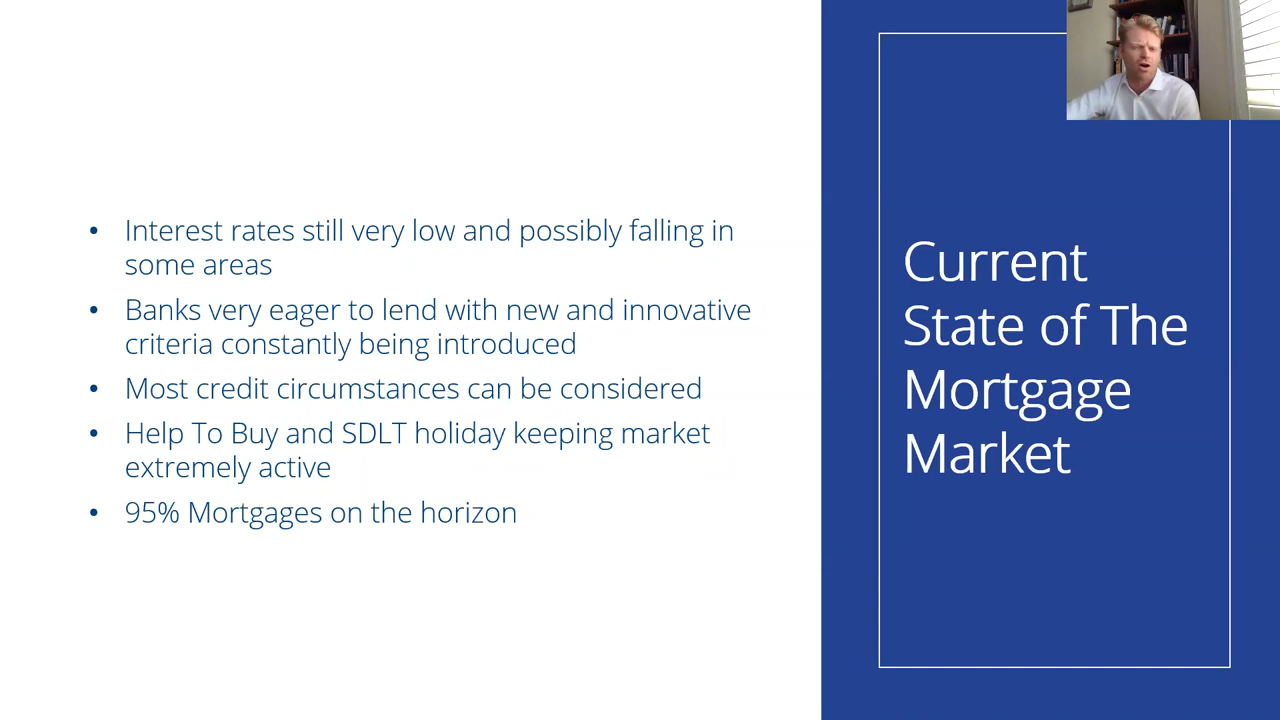 • Interest rates still very low and possibly falling in
some areas
• Banks very eager to lend with new and innovative
criteria constantly being introduced
• Most credit circumstances can be considered
• Help To Buy and SDLT holiday keeping market
extremely active
• 95% Mortgages on the horizon
Current
State of The
Mortgage
Market